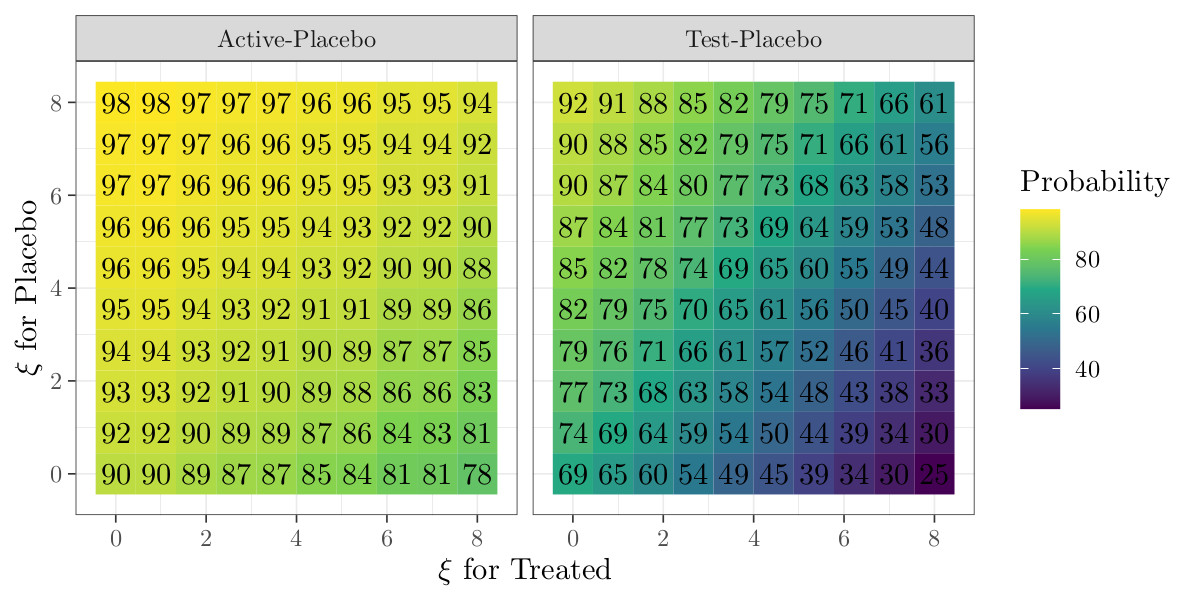 Active-Placebo Test-Placebo
8 98 98 97 97 97 96 96 95 95 94 92 91 88 85 82 79 75 71 66 61
97 97 97 96 96 95 95 94 94 92 90 88 85 82 79 75 71 66 61 56
6 97 97 96 96 96 95 95 93 93 91 90 87 84 80 77 73 68 63 58 53
96 96 96 95 95 94 93 92 92 90 87 84 81 77 73 69 64 59 53 48
4 96 96 95 94 94 93 92 90 90 88 85 82 78 74 69 65 60 55 49 44
95 95 94 93 92 91 91 89 89 86 82 79 75 70 65 61 56 50 45 40
94 94 93 92 91 90 89 87 87 85 79 76 71 66 61 57 52 46 41 36
2 93 93 92 91 90 89 88 86 86 83 77 73 68 63 58 54 48 43 38 33
92 92 90 89 89 87 86 84 83 81 74 69 64 59 54 50 44 39 34 30
0 90 90 89 87 87 85 84 81 81 78 69 65 60 54 49 45 39 34 30 25
0 2 4 6 8 0 2 4 6 8
ξ for Treated
ξ for Placebo
Probability
80
60
40